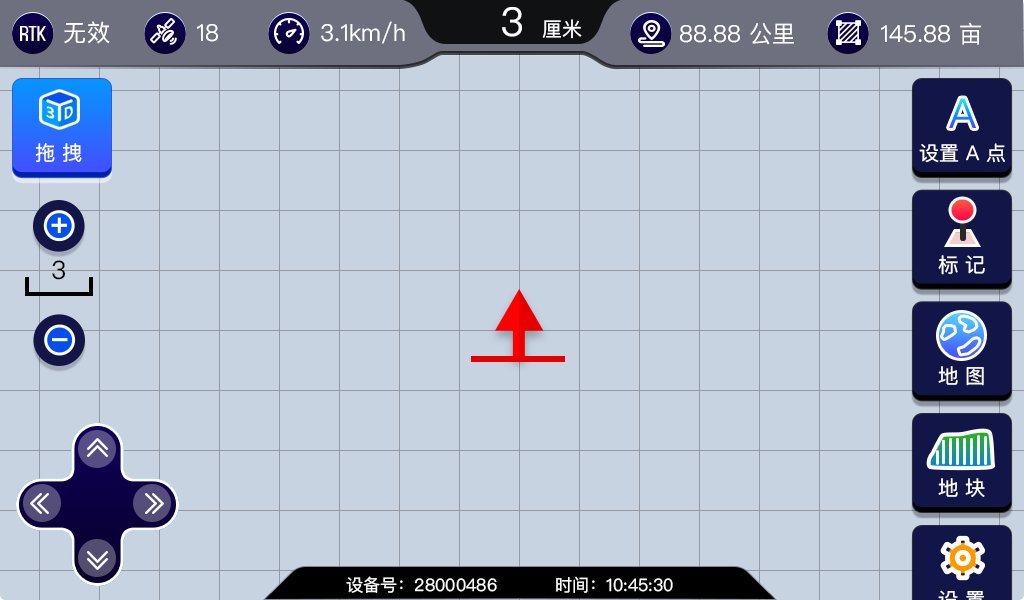 RTK 无效
18
3.1km/h
3 厘米
88.88 公里
145.88 亩
3D
拖拽
3
A
设置 A 点
标记
地图
地块
设置
设备号：28000486
时间：10:45:30